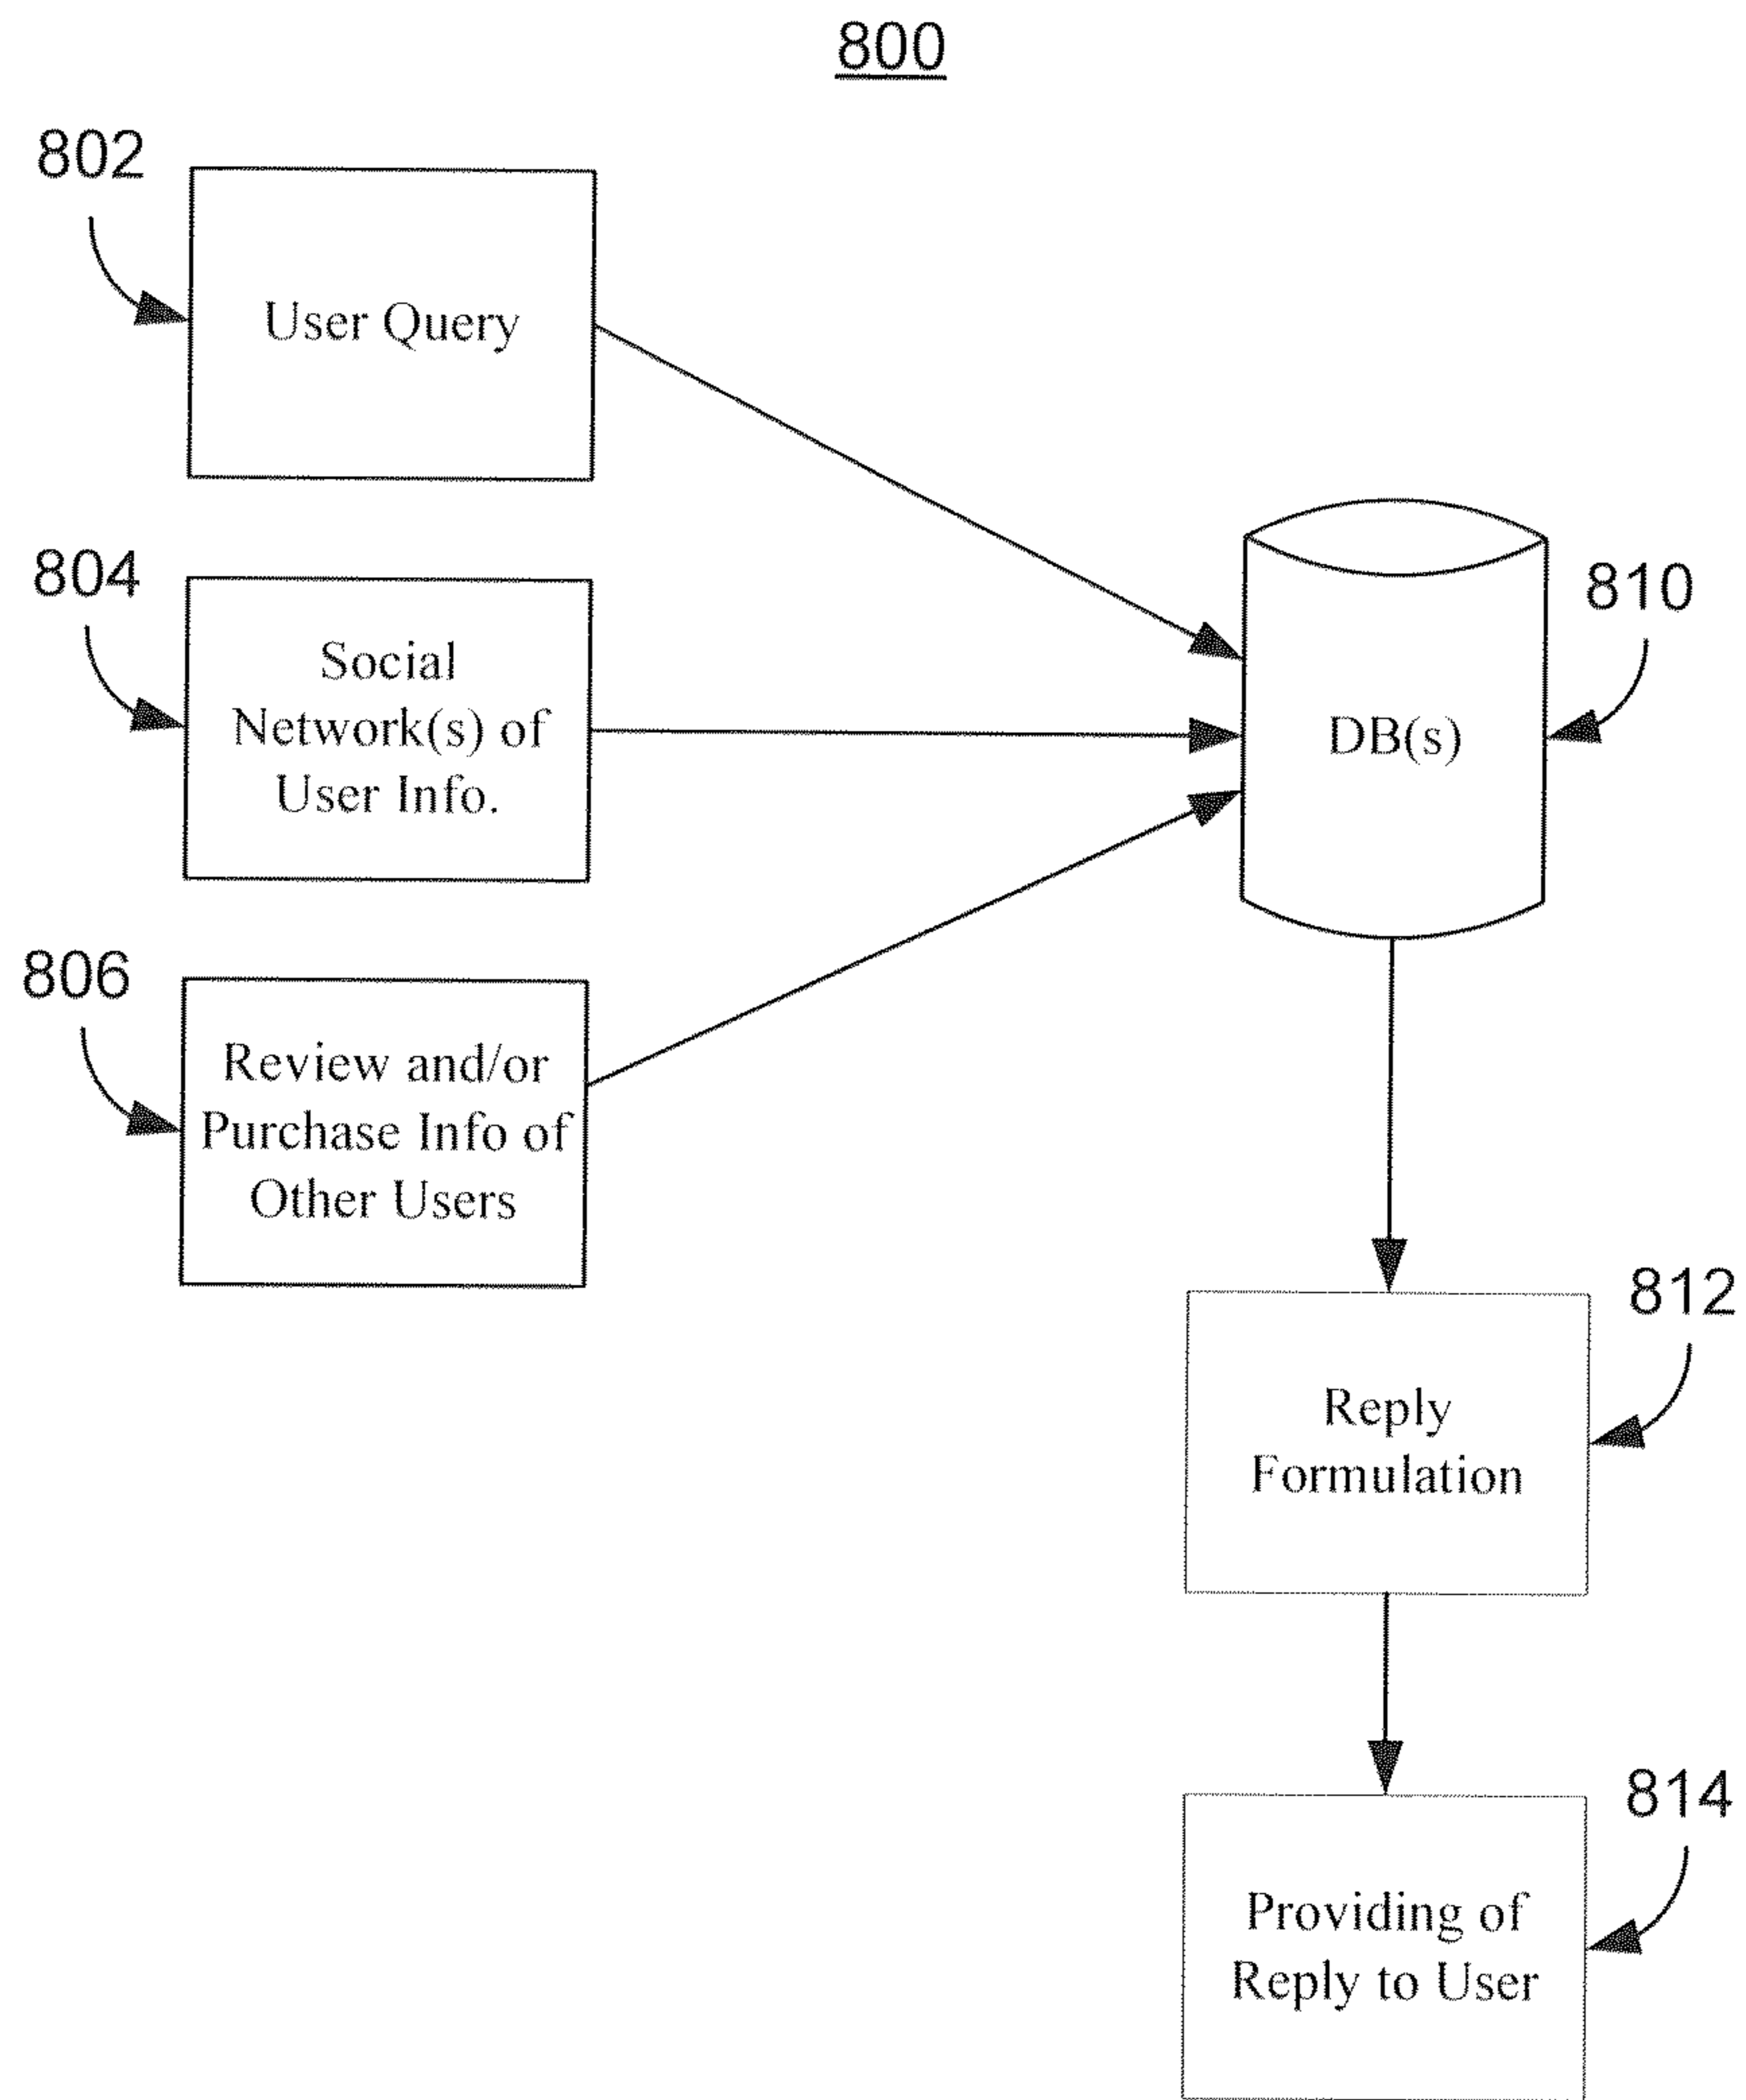 800
802
User Query
804
Social
Network(s) of
User Info.
810
DB(s)
806
Review and/or
Purchase Info of
Other Users
812
Reply
Formulation
814
Providing of
Reply to User